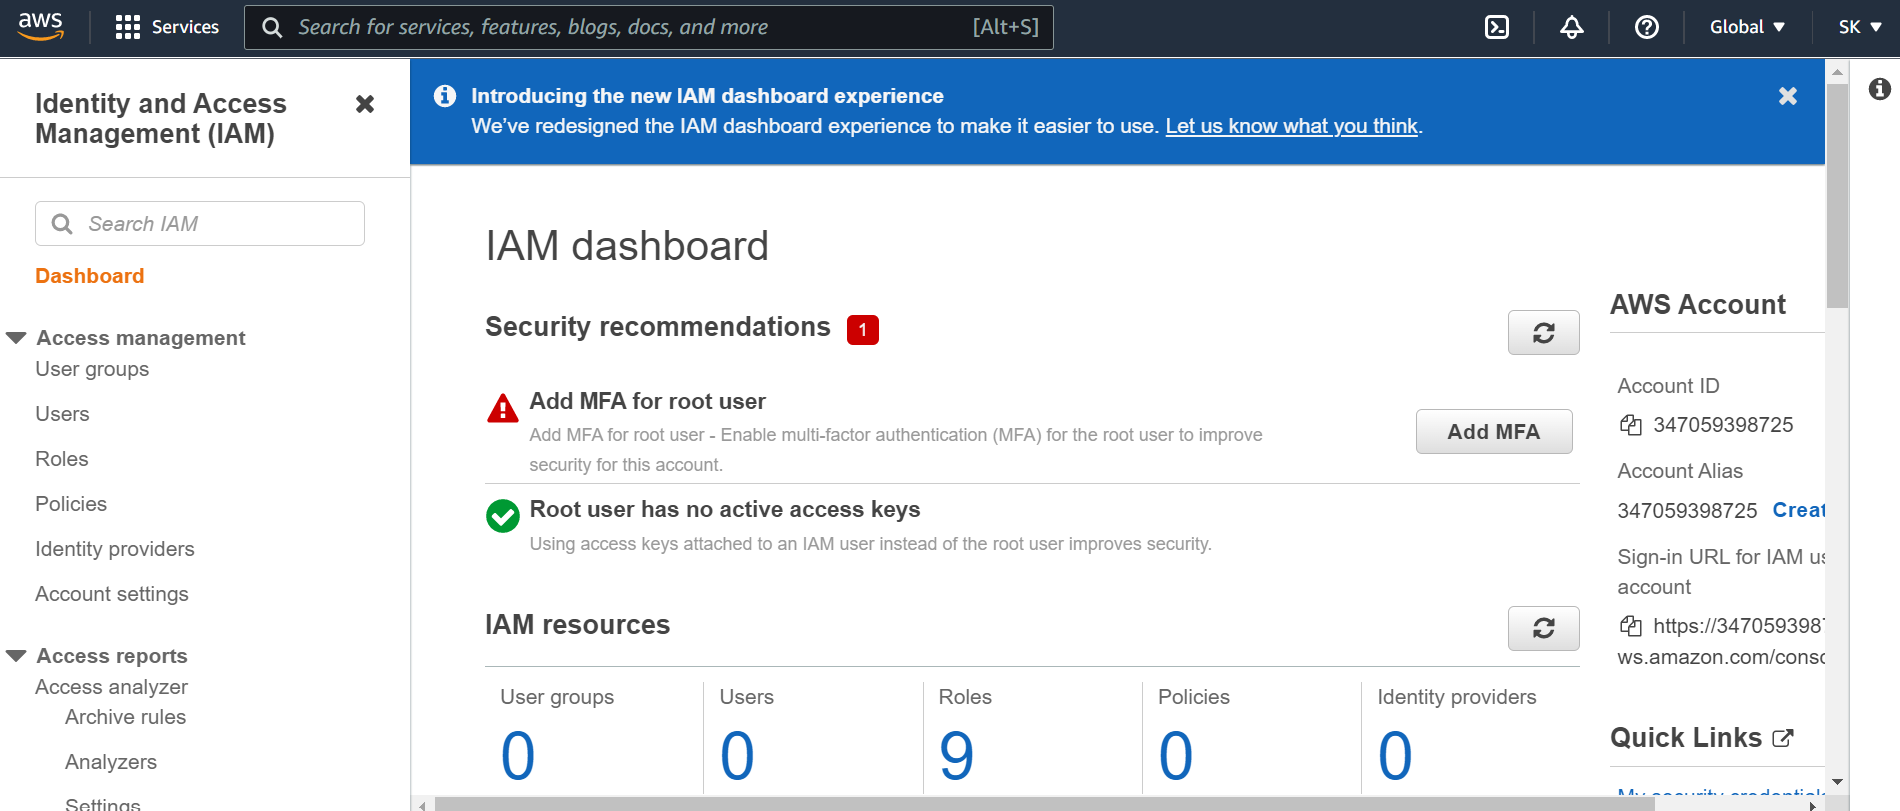 aws
Services
Search for services, features, blogs, docs, and more
[Alt+S]
Global
SK
Identity and Access
Management (IAM)
Search IAM
Dashboard
Access management
User groups
Users
Roles
Policies
Identity providers
Account settings
Access reports
Access analyzer
Archive rules
Analyzers
Settings
Introducing the new IAM dashboard experience
We've redesigned the IAM dashboard experience to make it easier to use. Let us know what you think.
IAM dashboard
Security recommendations 1
Add MFA for root user
Add MFA for root user - Enable multi-factor authentication (MFA) for the root user to improve
security for this account.
Add MFA
Root user has no active access keys
Using access keys attached to an IAM user instead of the root user improves security.
IAM resources
User groups
0
Users
0
Roles
9
Policies
0
Identity providers
0
AWS Account
Account ID
347059398725
Account Alias
347059398725 Creat
Sign-in URL for IAM us
account
https://347059398
ws.amazon.com/conso
Quick Links
My security credentials